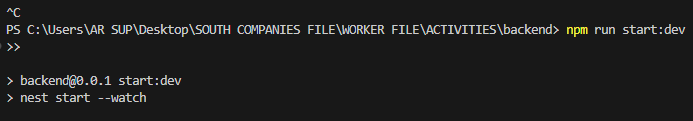 ^C
PS C:\Users\AR SUP\Desktop\SOUTH COMPANIES FILE\WORKER FILE\ACTIVITIES\backend> npm run start:dev
>>
> backend@0.0.1 start:dev
> nest start --watch